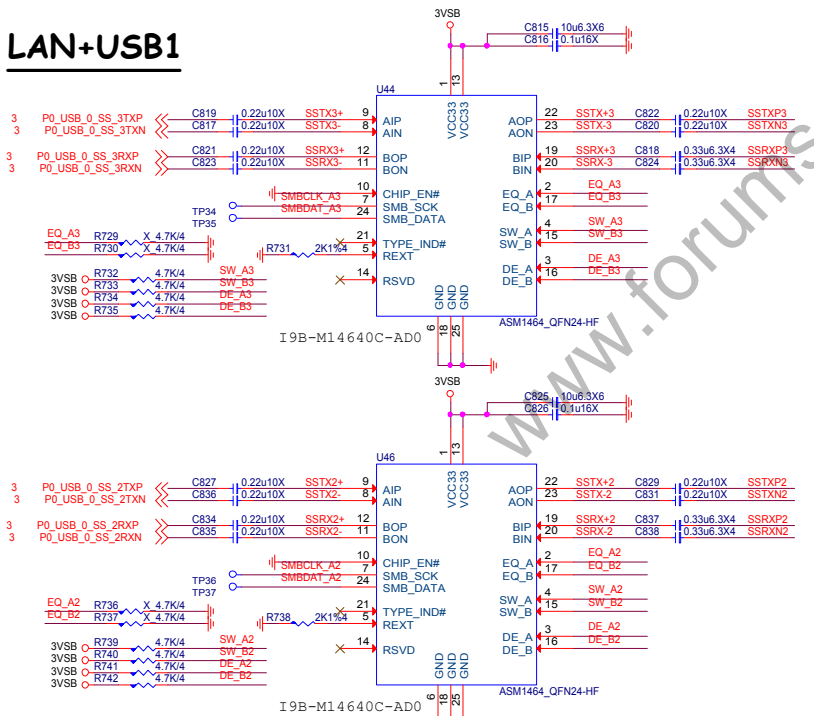 LAN+USB1
3VSB
C815 10u6.3X6
C816 0.1u16X
U44
1 13
VCC33 VCC33
3 P0_USB_0_SS_3TXP C819 0.22u10X SSTX3+ 9 AIP AOP 22 SSTX+3 C822 0.22u10X SSTXP3
3 P0_USB_0_SS_3TXN C817 0.22u10X SSTX3- 8 AIN AON 23 SSTX-3 C820 0.22u10X SSTXN3
3 P0_USB_0_SS_3RXP C821 0.22u10X SSRX3+ 12 BOP BIP 19 SSRX+3 C818 0.33u6.3X4 SSRXP3
3 P0_USB_0_SS_3RXN C823 0.22u10X SSRX3- 11 BON BIN 20 SSRX-3 C824 0.33u6.3X4 SSRXN3
10 CHIP_EN# EQ_A 2 EQ_A3
TP34 SMBCLK_A3 7 SMB_SCK EQ_B 17 EQ_B3
TP35 SMBDAT_A3 24 SMB_DATA
SW_A 4 SW_A3
EQ_A3 R729 X_4.7K/4 21 TYPE_IND# SW_B 15 SW_B3
EQ_B3 R730 X_4.7K/4 R731 2K1%4 5 REXT
3VSB R732 4.7K/4 SW_A3 14 RSVD DE_A 3 DE_A3
3VSB R733 4.7K/4 SW_B3 DE_B 16 DE_B3
3VSB R734 4.7K/4 DE_A3
3VSB R735 4.7K/4 DE_B3
GND GND GND
6 18 25
ASM1464_QFN24-HF
I9B-M14640C-AD0
www.forums
3VSB
C825 10u6.3X6
C826 0.1u16X
U46
1 13
VCC33 VCC33
3 P0_USB_0_SS_2TXP C827 0.22u10X SSTX2+ 9 AIP AOP 22 SSTX+2 C829 0.22u10X SSTXP2
3 P0_USB_0_SS_2TXN C836 0.22u10X SSTX2- 8 AIN AON 23 SSTX-2 C831 0.22u10X SSTXN2
3 P0_USB_0_SS_2RXP C834 0.22u10X SSRX2+ 12 BOP BIP 19 SSRX+2 C837 0.33u6.3X4 SSRXP2
3 P0_USB_0_SS_2RXN C835 0.22u10X SSRX2- 11 BON BIN 20 SSRX-2 C838 0.33u6.3X4 SSRXN2
10 CHIP_EN# EQ_A 2 EQ_A2
TP36 SMBCLK_A2 7 SMB_SCK EQ_B 17 EQ_B2
TP37 SMBDAT_A2 24 SMB_DATA
SW_A 4 SW_A2
EQ_A2 R736 X_4.7K/4 21 TYPE_IND# SW_B 15 SW_B2
EQ_B2 R737 X_4.7K/4 R738 2K1%4 5 REXT
3VSB R739 4.7K/4 SW_A2 14 RSVD DE_A 3 DE_A2
3VSB R740 4.7K/4 SW_B2 DE_B 16 DE_B2
3VSB R741 4.7K/4 DE_A2
3VSB R742 4.7K/4 DE_B2
GND GND GND
6 18 25
ASM1464_QFN24-HF
I9B-M14640C-AD0